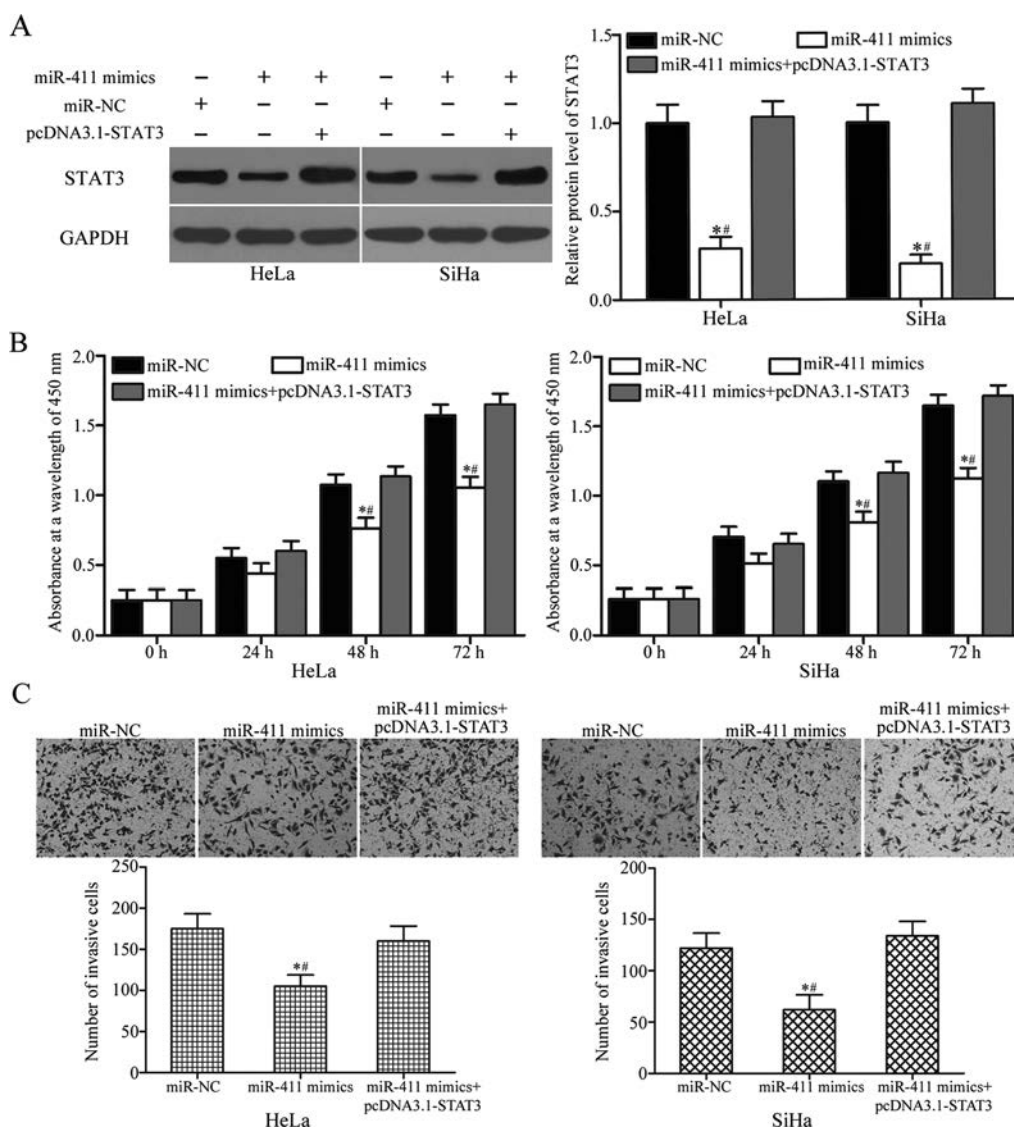 A
miR-411 mimics − + + − + +
miR-NC + − − + − −
pcDNA3.1-STAT3 − − + − − +
STAT3
GAPDH
HeLa SiHa
miR-NC miR-411 mimics
miR-411 mimics+pcDNA3.1-STAT3
Relative protein level of STAT3
1.5
1.0
0.5
0.0
*# *#
HeLa SiHa
B
miR-NC miR-411 mimics
miR-411 mimics+pcDNA3.1-STAT3
Absorbance at a wavelength of 450 nm
2.0
1.5
1.0
0.5
0.0
*# *#
0 h 24 h 48 h 72 h
HeLa
miR-NC miR-411 mimics
miR-411 mimics+pcDNA3.1-STAT3
Absorbance at a wavelength of 450 nm
2.0
1.5
1.0
0.5
0.0
*# *#
0 h 24 h 48 h 72 h
SiHa
C
miR-NC miR-411 mimics miR-411 mimics+
pcDNA3.1-STAT3
Number of invasive cells
250
200
150
100
50
0
*#
miR-NC miR-411 mimics miR-411 mimics+
pcDNA3.1-STAT3
HeLa
miR-NC miR-411 mimics miR-411 mimics+
pcDNA3.1-STAT3
Number of invasive cells
200
150
100
50
0
*#
miR-NC miR-411 mimics miR-411 mimics+
pcDNA3.1-STAT3
SiHa